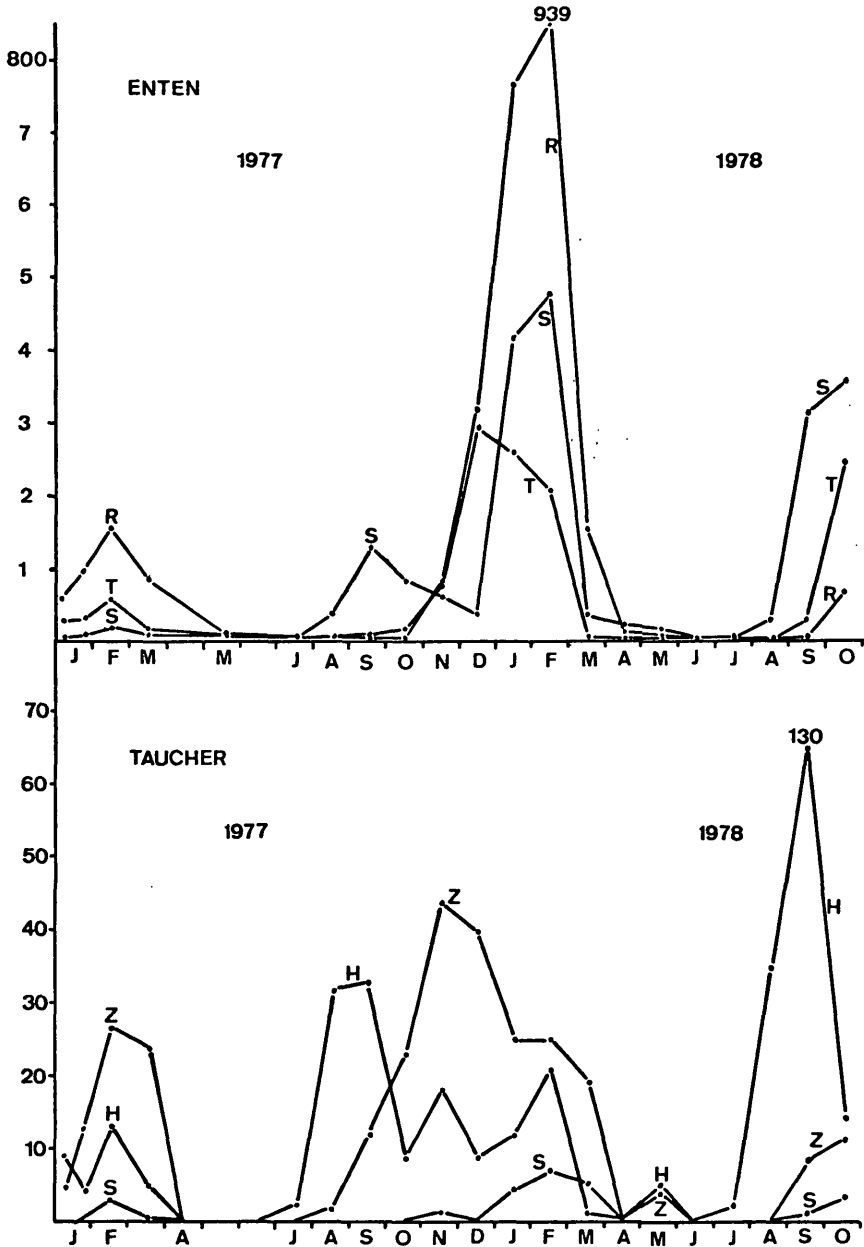 939
800
ENTEN
7
R
1977 1978
6
5
S
4
S
3
T T
2
R S
1
T R
S
J F M M J A S O N D J F M A M J J A S O
70
130
TAUCHER
60
1977 1978
50
Z H
40
H
30
Z
20
H S H Z
10
S Z S
J F M A J A S O N D J F M A M J J A S O